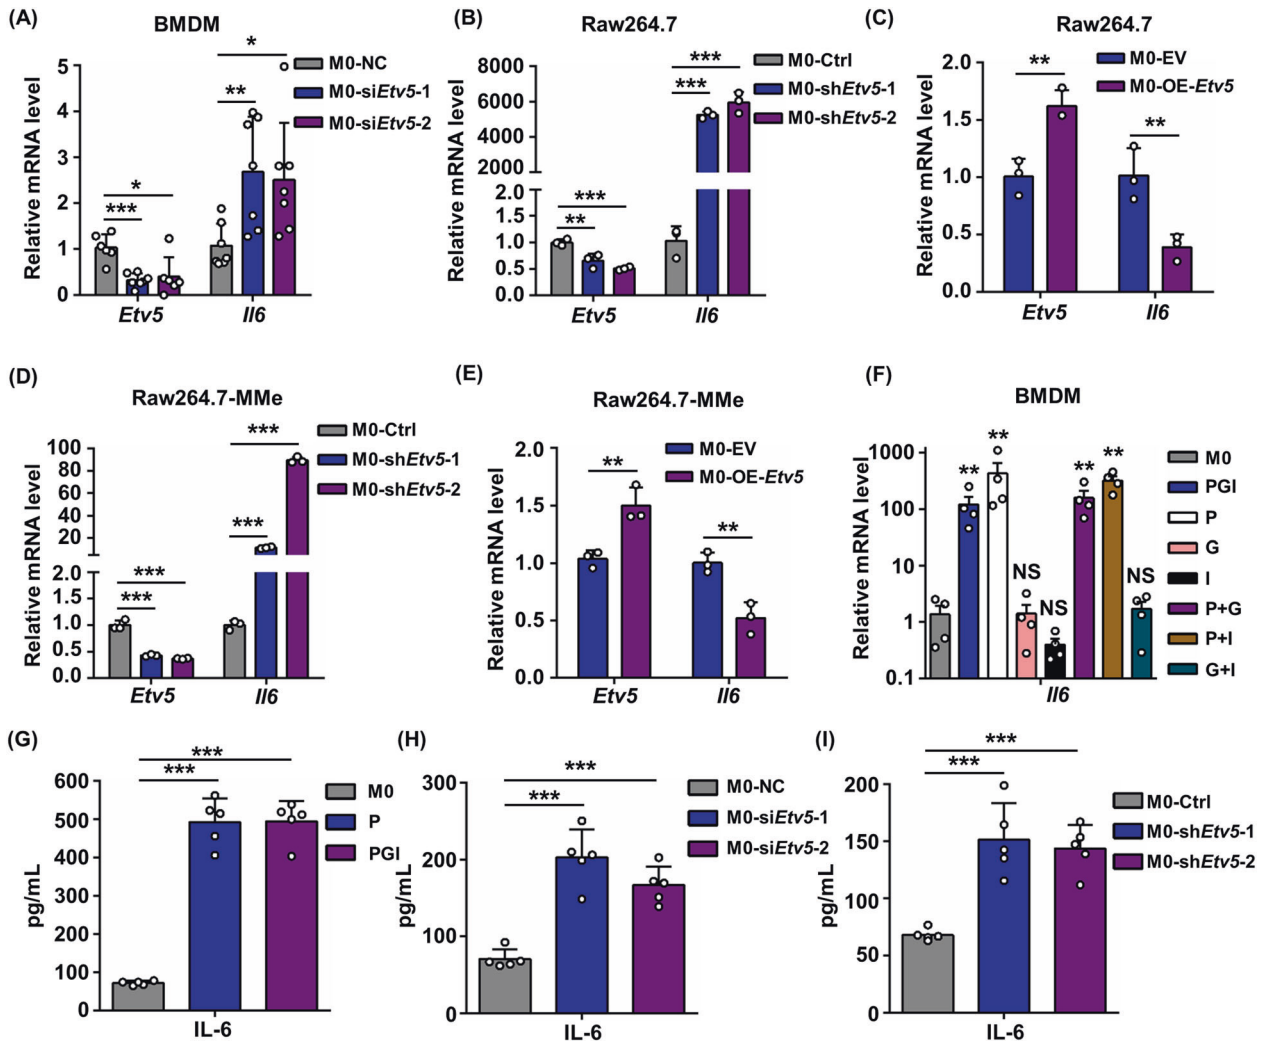 (A)
BMDM
Relative mRNA level
5
4
3
2
1
0
*
**
*
***
Etv5
Il6
M0-NC
M0-siEtv5-1
M0-siEtv5-2
(B)
Raw264.7
Relative mRNA level
8000
6000
4000
2000
2.0
1.5
1.0
0.5
0.0
***
***
***
**
Etv5
Il6
M0-Ctrl
M0-shEtv5-1
M0-shEtv5-2
(C)
Raw264.7
Relative mRNA level
2.0
1.5
1.0
0.5
0.0
**
**
Etv5
Il6
M0-EV
M0-OE-Etv5
(D)
Raw264.7-MMe
Relative mRNA level
100
80
60
40
20
2.0
1.5
1.0
0.5
0.0
***
***
***
***
Etv5
Il6
M0-Ctrl
M0-shEtv5-1
M0-shEtv5-2
(E)
Raw264.7-MMe
Relative mRNA level
2.0
1.5
1.0
0.5
0.0
**
**
Etv5
Il6
M0-EV
M0-OE-Etv5
(F)
BMDM
Relative mRNA level
1000
100
10
1
0.1
**
**
NS
NS
**
**
NS
Il6
M0
PGI
P
G
I
P+G
P+I
G+I
(G)
pg/mL
600
500
400
300
200
100
0
***
***
IL-6
M0
P
PGI
(H)
pg/mL
300
200
100
0
***
***
IL-6
M0-NC
M0-siEtv5-1
M0-siEtv5-2
(I)
pg/mL
200
150
100
50
0
***
***
IL-6
M0-Ctrl
M0-shEtv5-1
M0-shEtv5-2